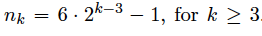 n_k = 6 · 2^{k−3} − 1, for k ≥ 3.